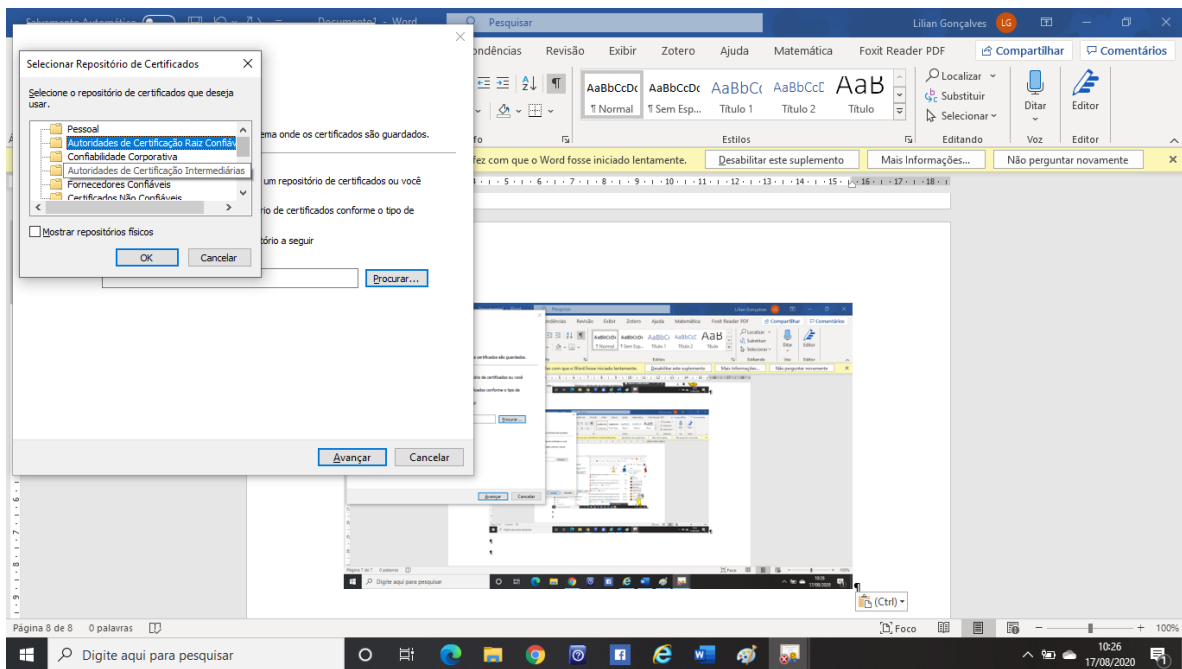 Salvamento Automático
Documento2 - Word
Pesquisar
Lilian Gonçalves
LG
ondências Revisão Exibir Zotero Ajuda Matemática Foxit Reader PDF
Compartilhar
Comentários
AaBbCcDc AaBbCcDc AaBbCc AaBbCcC AaB
¶ Normal ¶ Sem Esp... Título 1 Título 2 Título
Localizar
Substituir
Selecionar
Ditar
Editor
fo
Estilos
Editando
Voz
Editor
fez com que o Word fosse iniciado lentamente.
Desabilitar este suplemento
Mais Informações...
Não perguntar novamente
Selecionar Repositório de Certificados
Selecione o repositório de certificados que deseja
usar.
Pessoal
Autoridades de Certificação Raiz Confiáv
Confiabilidade Corporativa
Autoridades de Certificação Intermediárias
Fornecedores Confiáveis
Certificados Não Confiáveis
Mostrar repositórios físicos
OK
Cancelar
ema onde os certificados são guardados.
um repositório de certificados ou você
rio de certificados conforme o tipo de
tório a seguir
Procurar...
Avançar
Cancelar
(Ctrl)
Página 8 de 8 0 palavras
Foco
100%
Digite aqui para pesquisar
10:26
17/08/2020